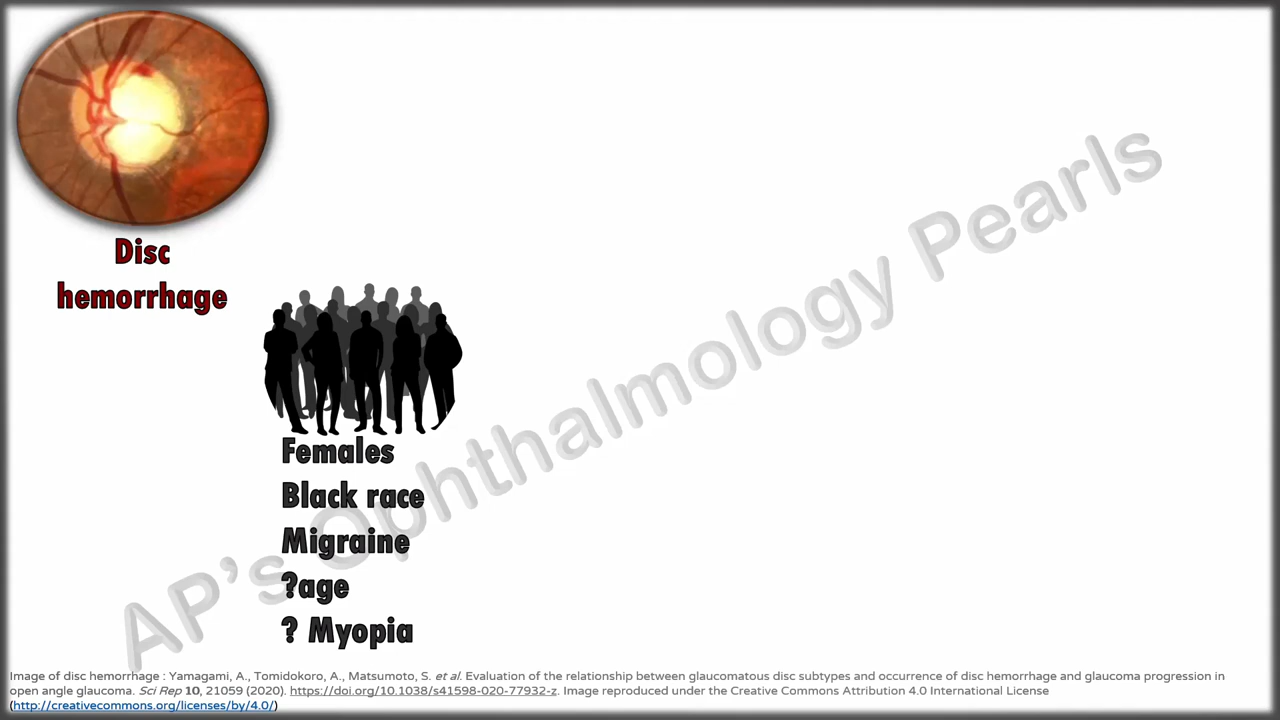 Disc
hemorrhage
Females
Black race
Migraine
?age
? Myopia
AP's Ophthalmology Pearls
Image of disc hemorrhage : Yamagami, A., Tomidokoro, A., Matsumoto, S. et al. Evaluation of the relationship between glaucomatous disc subtypes and occurrence of disc hemorrhage and glaucoma progression in
open angle glaucoma. Sci Rep 10, 21059 (2020). https://doi.org/10.1038/s41598-020-77932-z. Image reproduced under the Creative Commons Attribution 4.0 International License
(http://creativecommons.org/licenses/by/4.0/)